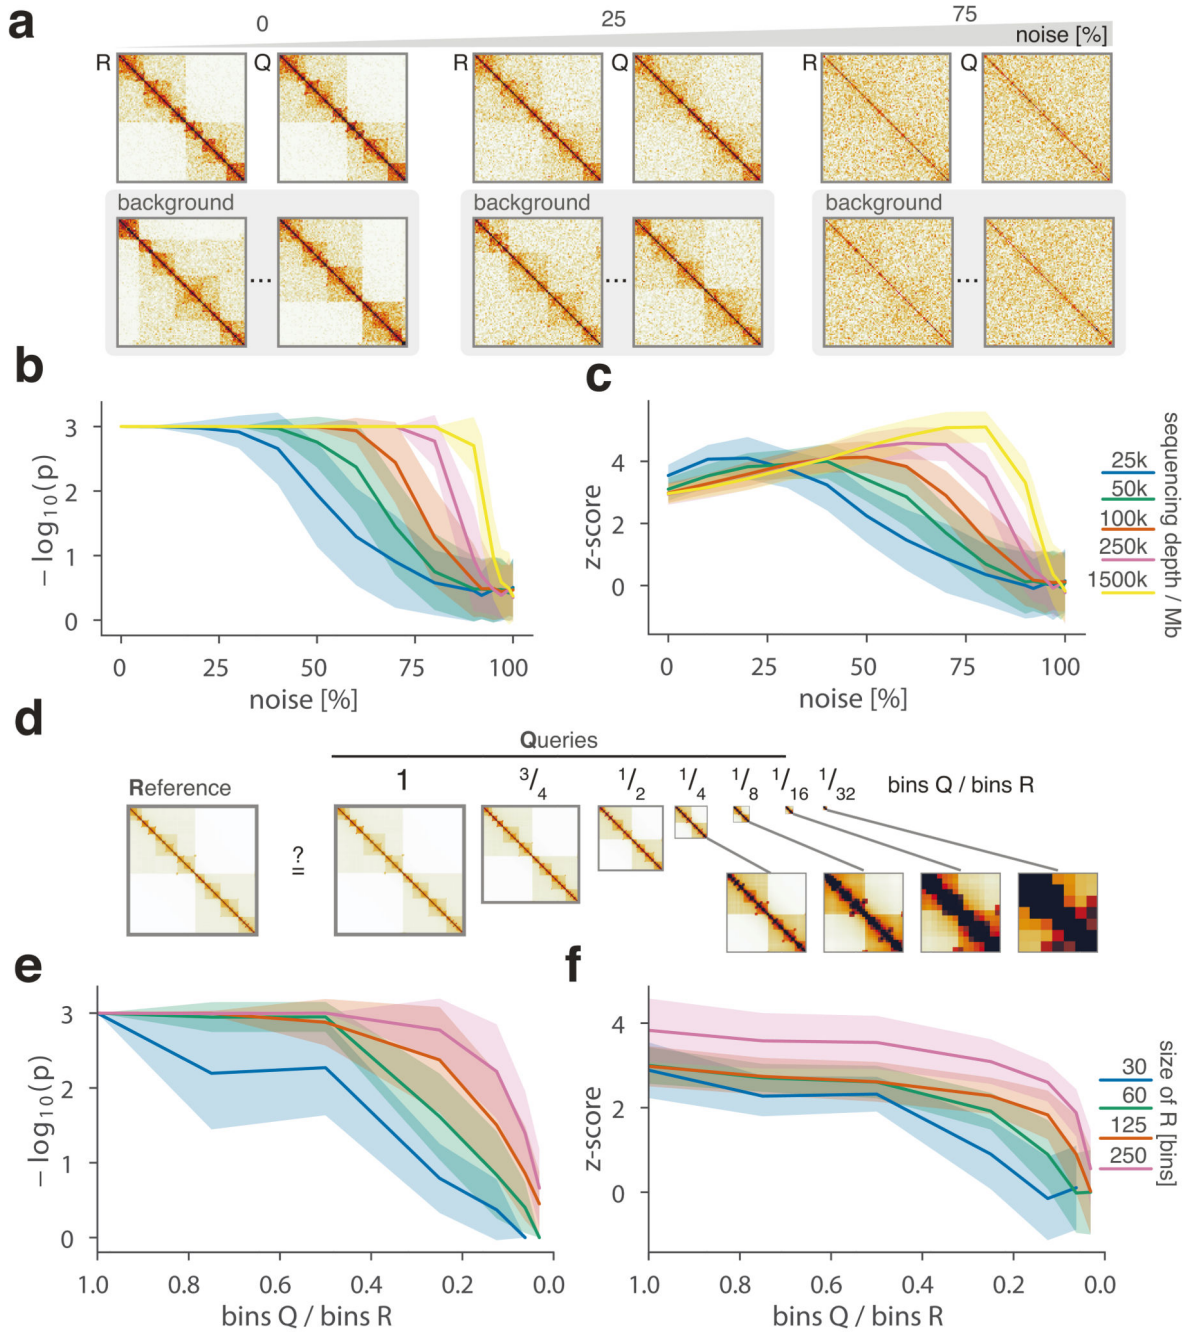 a
0
25
75
noise [%]
R
Q
R
Q
R
Q
background
...
background
...
background
...
b
− log10(p)
3
2
1
0
0
25
50
75
100
noise [%]
c
z-score
4
2
0
0
25
50
75
100
noise [%]
25k
50k
100k
250k
1500k
sequencing depth / Mb
d
Queries
Reference
1
3/4
1/2
1/4
1/8
1/16
1/32
bins Q / bins R
?
=
e
− log10(p)
3
2
1
0
1.0
0.8
0.6
0.4
0.2
0.0
bins Q / bins R
f
z-score
4
2
0
1.0
0.8
0.6
0.4
0.2
0.0
bins Q / bins R
30
60
125
250
size of R [bins]